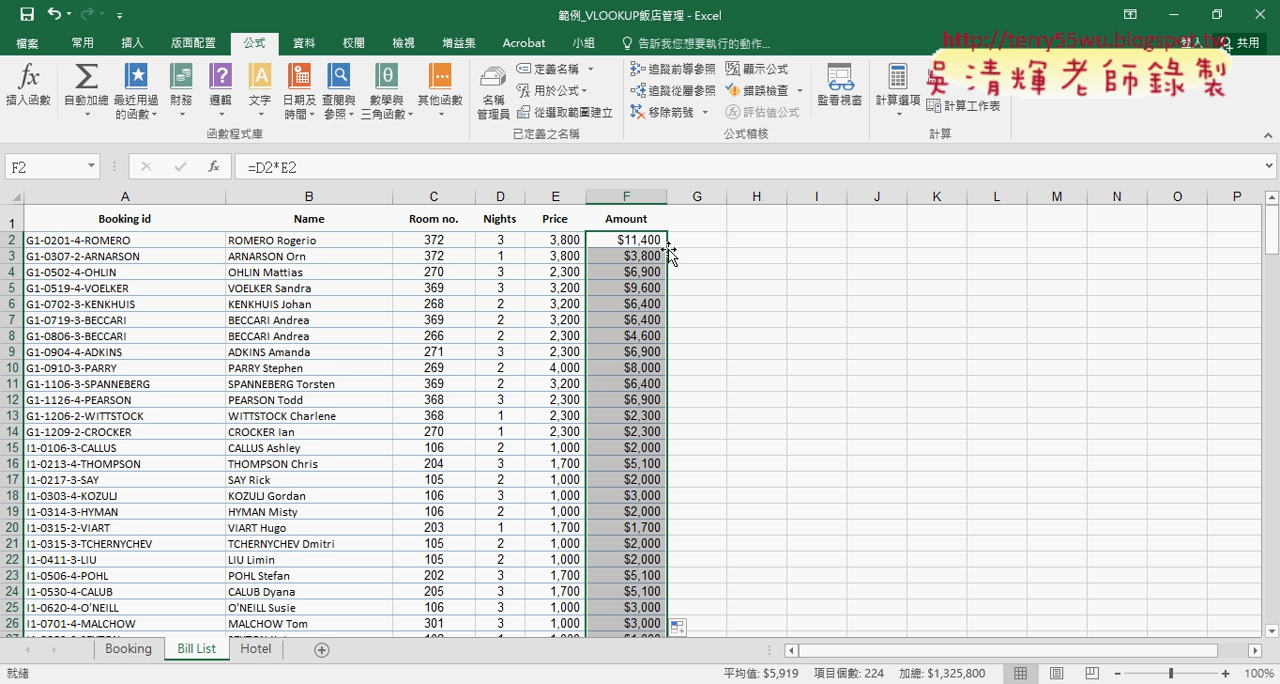 範例_VLOOKUP飯店管理 - Excel
檔案 常用 插入 版面配置 公式 資料 校閱 檢視 增益集 Acrobat 小組 告訴我您想要執行的動作... 登入 共用
http://terry55wu.blogspot.tw
吳清輝老師錄製
插入函數 自動加總 最近用過的函數 財務 邏輯 文字 日期及時間 查閱與參照 數學與三角函數 其他函數
函數程式庫
名稱管理員 定義名稱 用於公式 從選取範圍建立
已定義之名稱
追蹤前導參照 追蹤從屬參照 移除箭號 顯示公式 錯誤檢查 評估值公式
公式稽核
監看視窗 計算選項 計算工作表
計算
F2 fx =D2*E2
A B C D E F G H I J K L M N O P
1 Booking id Name Room no. Nights Price Amount
2 G1-0201-4-ROMERO ROMERO Rogerio 372 3 3,800 $11,400
3 G1-0307-2-ARNARSON ARNARSON Orn 372 1 3,800 $3,800
4 G1-0502-4-OHLIN OHLIN Mattias 270 3 2,300 $6,900
5 G1-0519-4-VOELKER VOELKER Sandra 369 3 3,200 $9,600
6 G1-0702-3-KENKHUIS KENKHUIS Johan 268 2 3,200 $6,400
7 G1-0719-3-BECCARI BECCARI Andrea 369 2 3,200 $6,400
8 G1-0806-3-BECCARI BECCARI Andrea 266 2 2,300 $4,600
9 G1-0904-4-ADKINS ADKINS Amanda 271 3 2,300 $6,900
10 G1-0910-3-PARRY PARRY Stephen 269 2 4,000 $8,000
11 G1-1106-3-SPANNEBERG SPANNEBERG Torsten 369 2 3,200 $6,400
12 G1-1126-4-PEARSON PEARSON Todd 368 3 2,300 $6,900
13 G1-1206-2-WITTSTOCK WITTSTOCK Charlene 368 1 2,300 $2,300
14 G1-1209-2-CROCKER CROCKER Ian 270 1 2,300 $2,300
15 I1-0106-3-CALLUS CALLUS Ashley 106 2 1,000 $2,000
16 I1-0213-4-THOMPSON THOMPSON Chris 204 3 1,700 $5,100
17 I1-0217-3-SAY SAY Rick 105 2 1,000 $2,000
18 I1-0303-4-KOZULJ KOZULJ Gordan 106 3 1,000 $3,000
19 I1-0314-3-HYMAN HYMAN Misty 106 2 1,000 $2,000
20 I1-0315-2-VIART VIART Hugo 203 1 1,700 $1,700
21 I1-0315-3-TCHERNYCHEV TCHERNYCHEV Dmitri 105 2 1,000 $2,000
22 I1-0411-3-LIU LIU Limin 105 2 1,000 $2,000
23 I1-0506-4-POHL POHL Stefan 202 3 1,700 $5,100
24 I1-0530-4-CALUB CALUB Dyana 205 3 1,700 $5,100
25 I1-0620-4-O'NEILL O'NEILL Susie 106 3 1,000 $3,000
26 I1-0701-4-MALCHOW MALCHOW Tom 301 3 1,000 $3,000
Booking Bill List Hotel
就緒 平均值: $5,919 項目個數: 224 加總: $1,325,800 100%